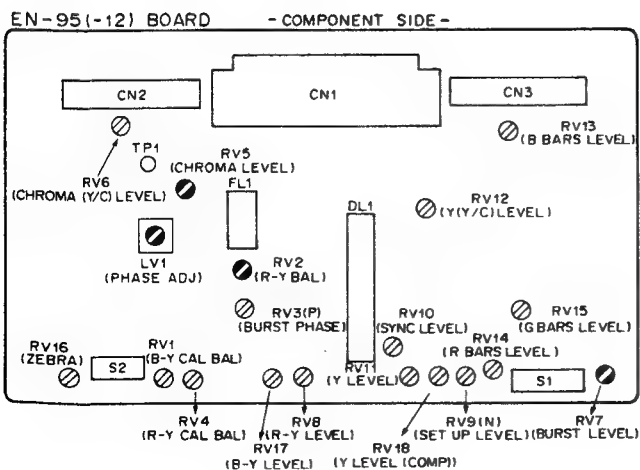 EN-95(-12) BOARD - COMPONENT SIDE -
CN2
CN1
CN3
TP1
RV6
(CHROMA (Y/C) LEVEL)
RV5
(CHROMA LEVEL)
RV13
(B BARS LEVEL)
FL1
DL1
RV12
(Y(Y/C) LEVEL)
LV1
(PHASE ADJ)
RV2
(R-Y BAL)
RV3(P)
(BURST PHASE)
RV10
(SYNC LEVEL)
RV15
(G BARS LEVEL)
RV14
(R BARS LEVEL)
RV16
(ZEBRA)
S2
RV1
(B-Y CAL BAL)
RV11
(Y LEVEL)
S1
RV4
(R-Y CAL BAL)
RV17
(B-Y LEVEL)
RV8
(R-Y LEVEL)
RV18
(Y LEVEL (COMP))
RV9(N)
(SET UP LEVEL)
RV7
(BURST LEVEL)